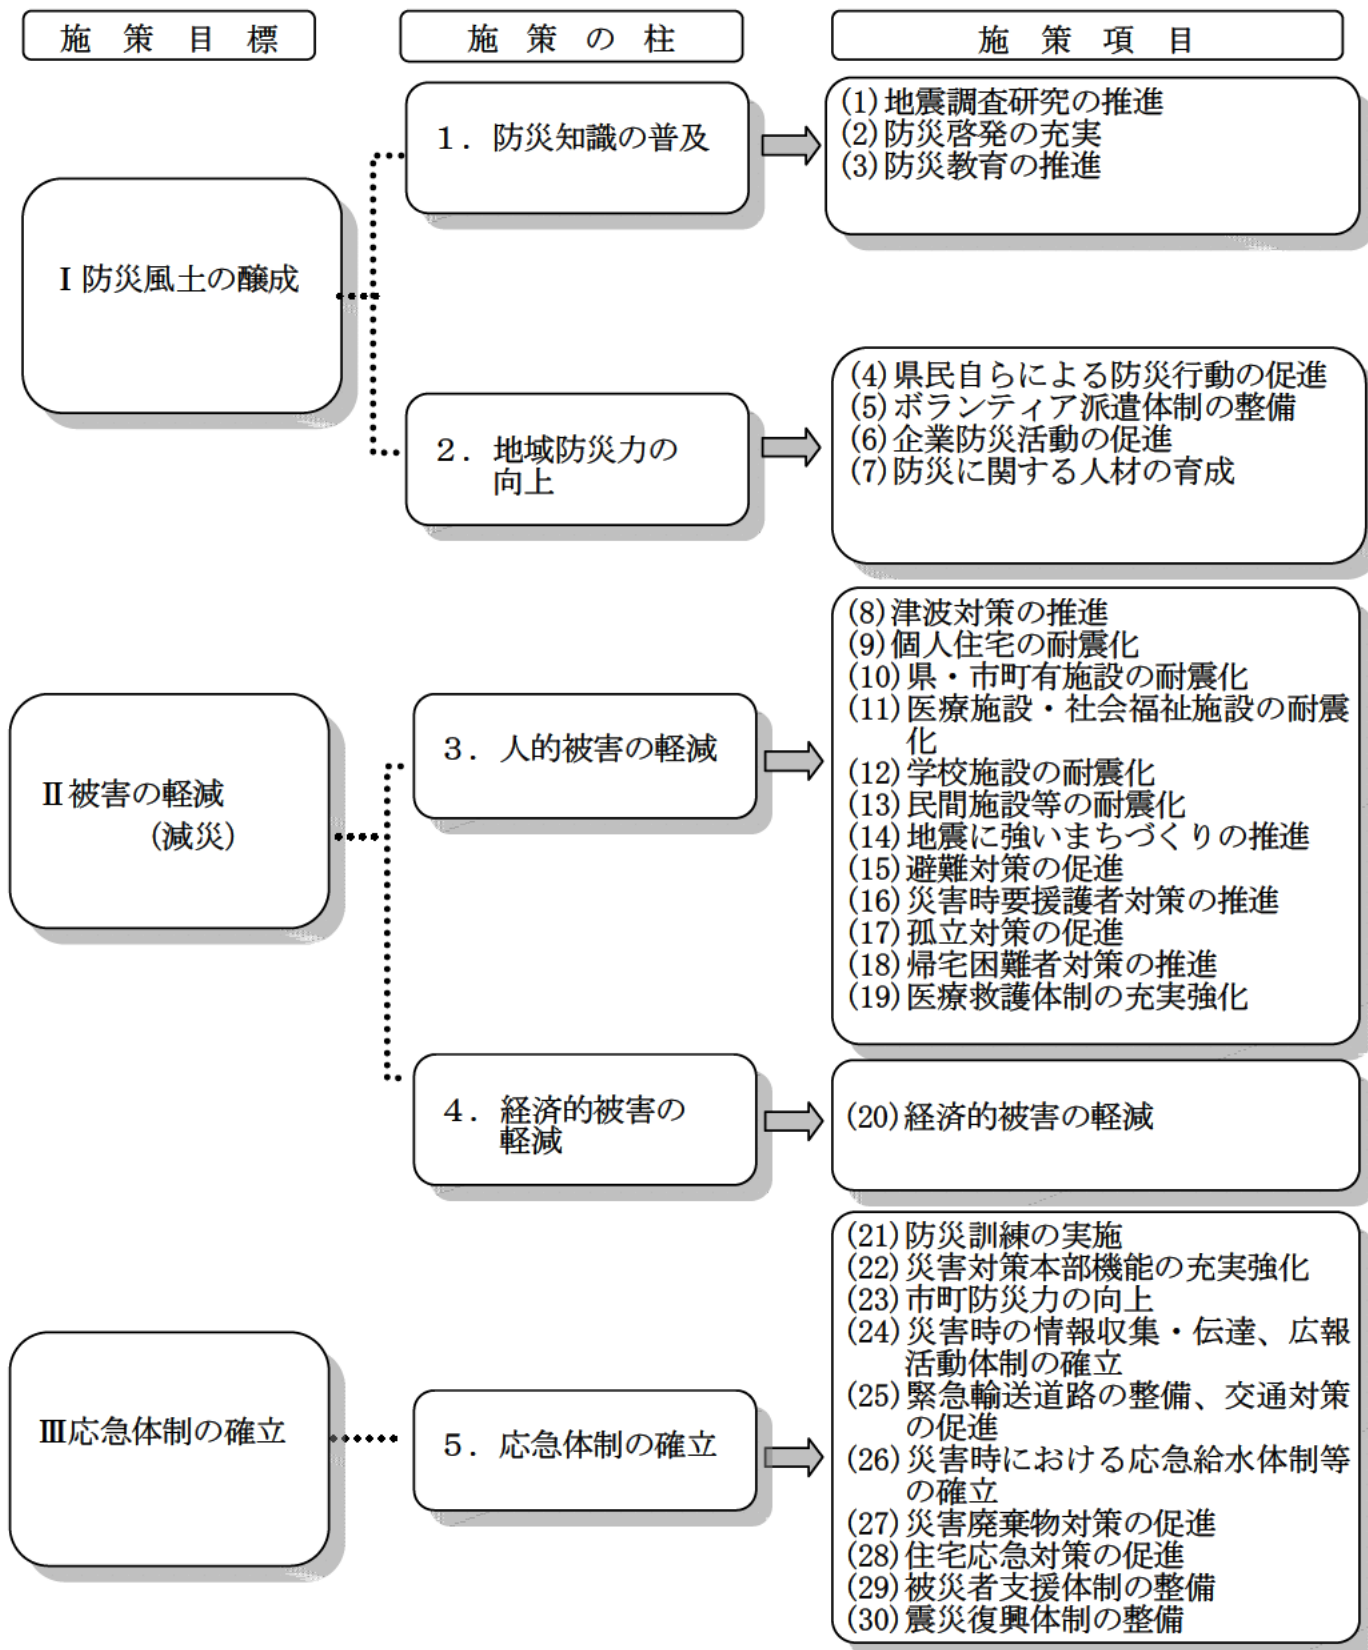 施策目標
施策の柱
施策項目
Ⅰ防災風土の醸成
1．防災知識の普及
(1)地震調査研究の推進
(2)防災啓発の充実
(3)防災教育の推進
2．地域防災力の
向上
(4)県民自らによる防災行動の促進
(5)ボランティア派遣体制の整備
(6)企業防災活動の促進
(7)防災に関する人材の育成
Ⅱ被害の軽減
(減災)
3．人的被害の軽減
(8)津波対策の推進
(9)個人住宅の耐震化
(10)県・市町有施設の耐震化
(11)医療施設・社会福祉施設の耐震
化
(12)学校施設の耐震化
(13)民間施設等の耐震化
(14)地震に強いまちづくりの推進
(15)避難対策の促進
(16)災害時要援護者対策の推進
(17)孤立対策の促進
(18)帰宅困難者対策の推進
(19)医療救護体制の充実強化
4．経済的被害の
軽減
(20)経済的被害の軽減
Ⅲ応急体制の確立
5．応急体制の確立
(21)防災訓練の実施
(22)災害対策本部機能の充実強化
(23)市町防災力の向上
(24)災害時の情報収集・伝達、広報
活動体制の確立
(25)緊急輸送道路の整備、交通対策
の促進
(26)災害時における応急給水体制等
の確立
(27)災害廃棄物対策の促進
(28)住宅応急対策の促進
(29)被災者支援体制の整備
(30)震災復興体制の整備